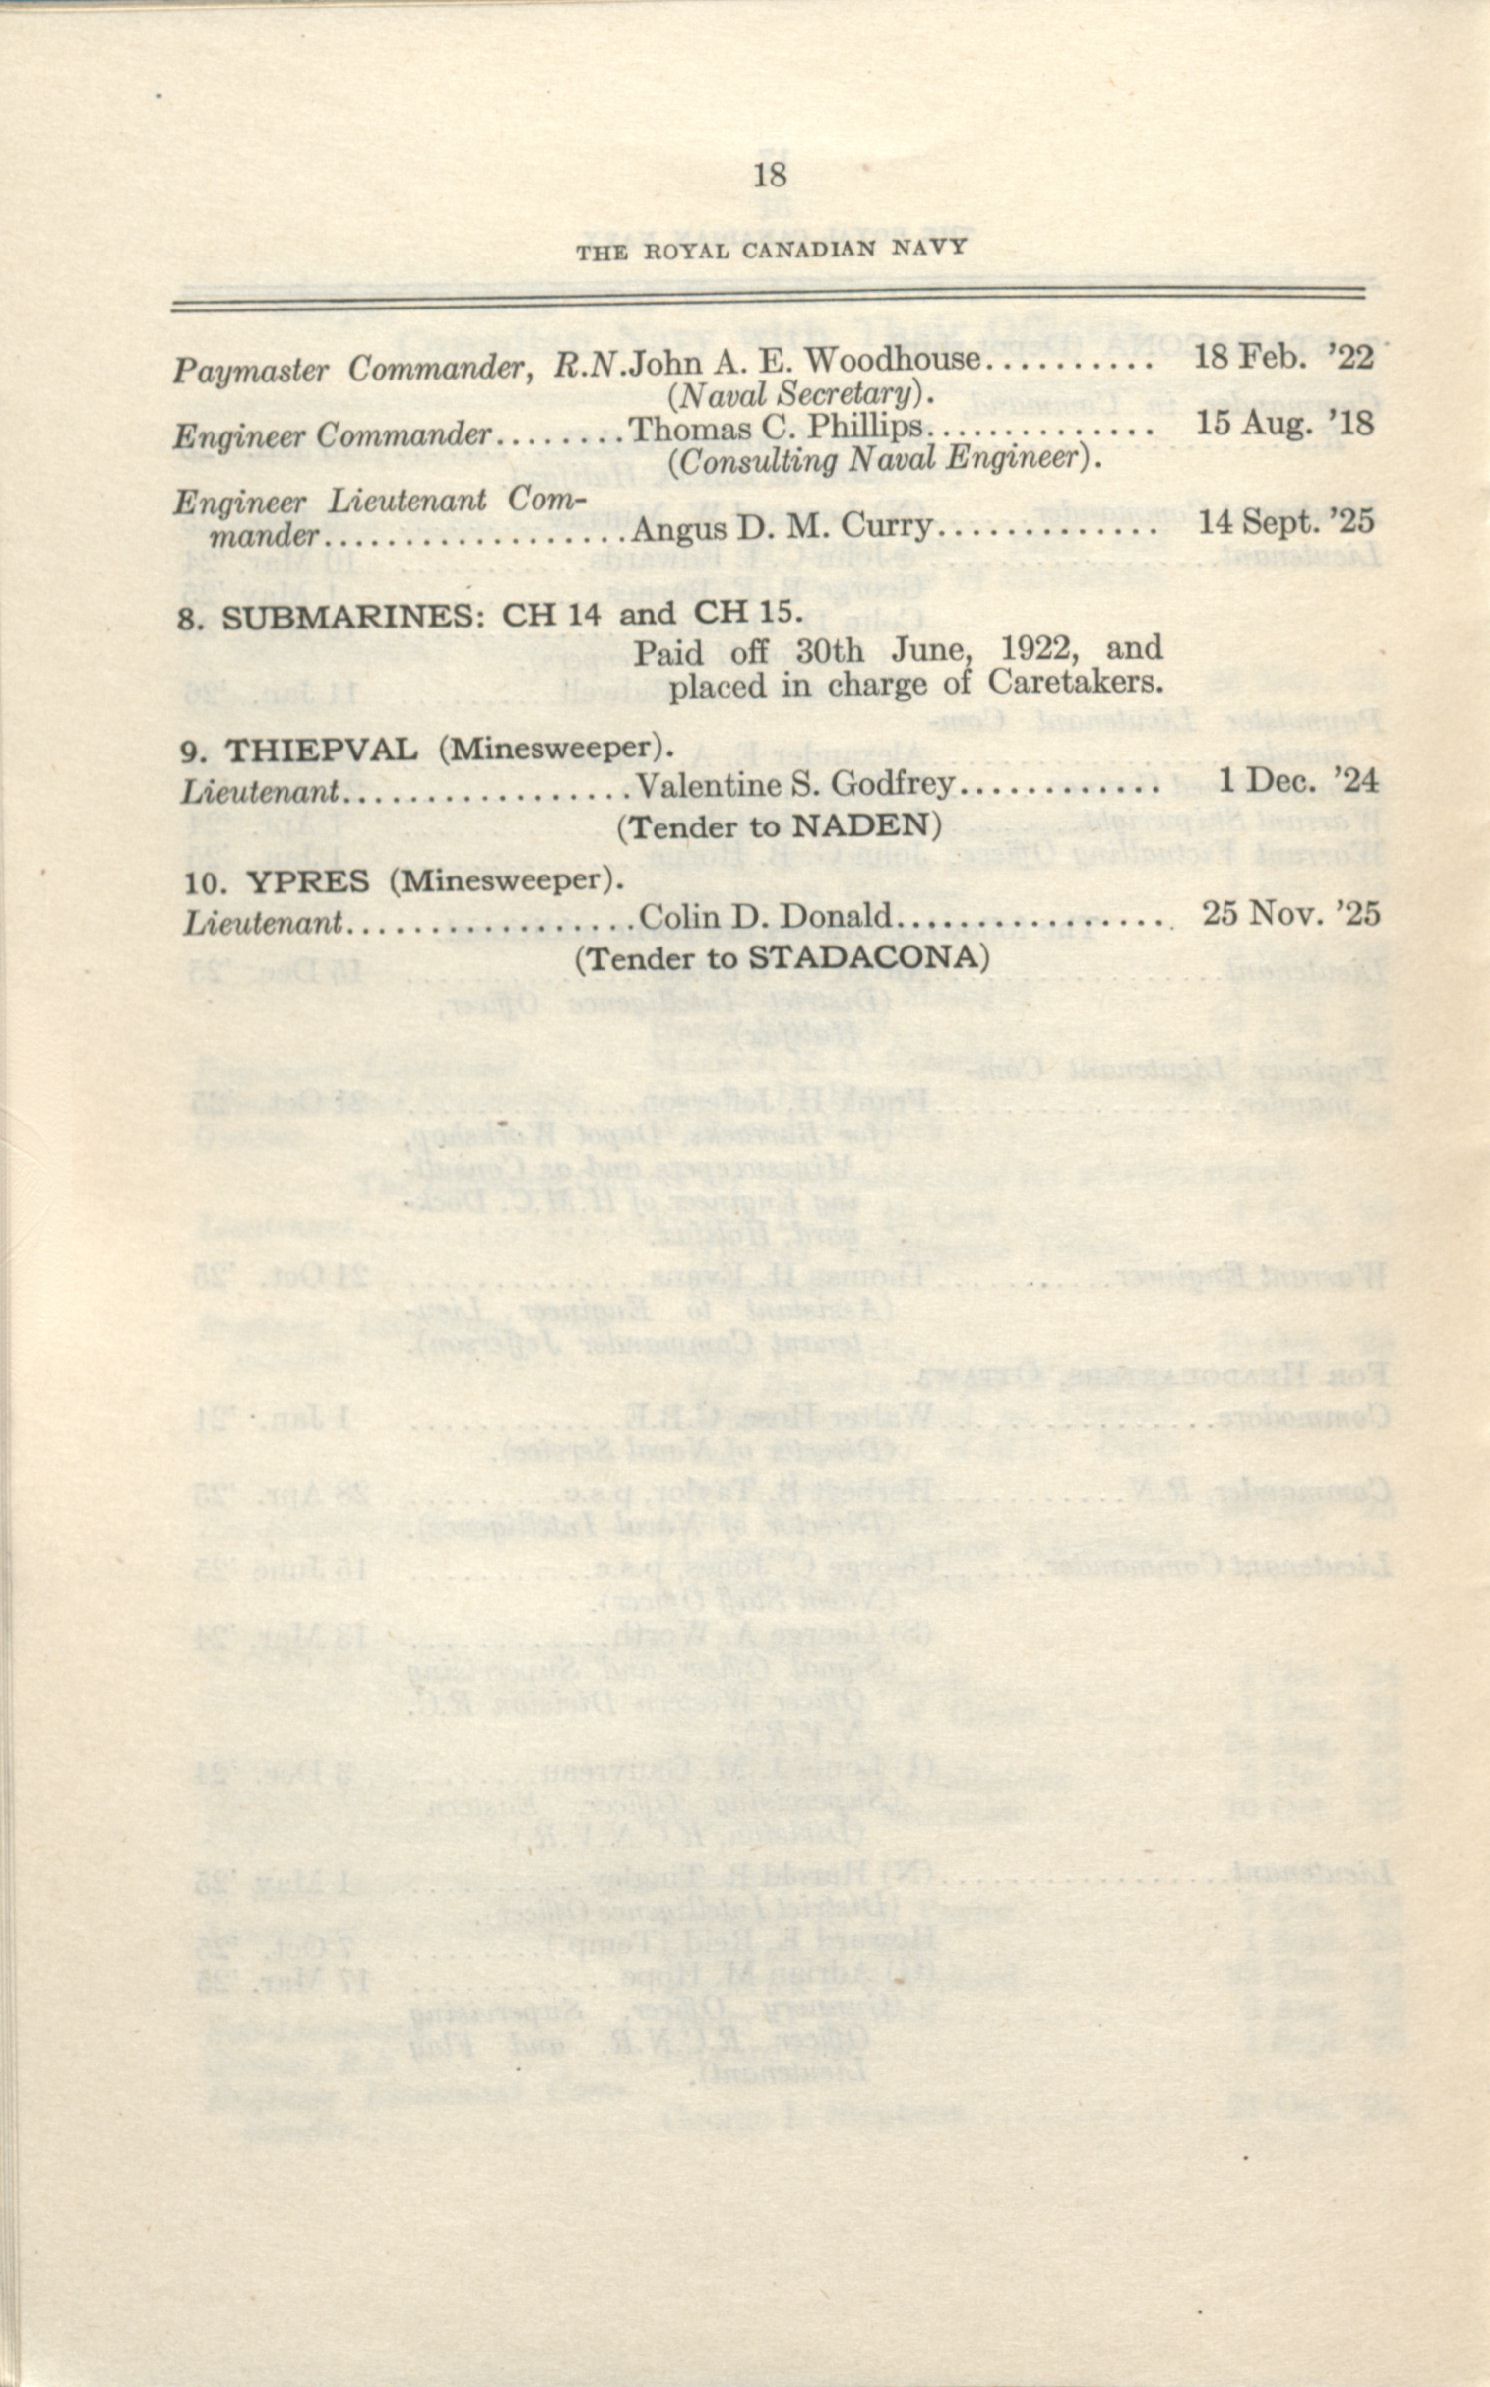 18
THE ROYAL CANADIAN NAVY
Paymaster Commander, R.N.John A. E. Woodhouse.......... 18 Feb. ’22
(Naval Secretary).
Engineer Commander........Thomas C. Phillips.............. 15 Aug. ’18
(Consulting Naval Engineer).
Engineer Lieutenant Com-
mander...................Angus D. M. Curry.............. 14 Sept. ’25
8. SUBMARINES: CH 14 and CH 15.
Paid off 30th June, 1922, and
placed in charge of Caretakers.
9. THIEPVAL (Minesweeper).
Lieutenant..................Valentine S. Godfrey............. 1 Dec. ’24
(Tender to NADEN)
10. YPRES (Minesweeper).
Lieutenant..................Colin D. Donald................. 25 Nov. ’25
(Tender to STADACONA)